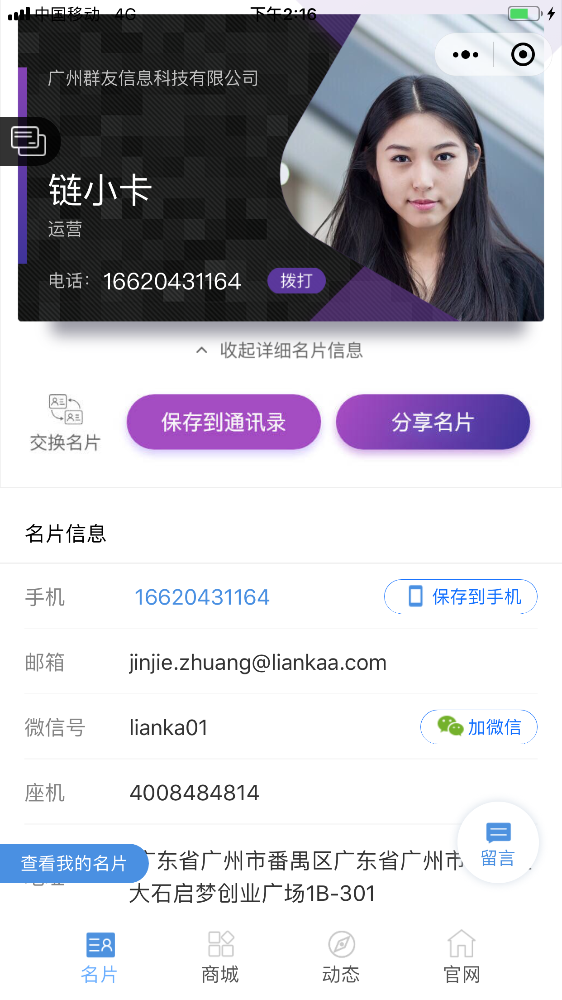 中国移动 4G 下午2:16
广州群友信息科技有限公司
链小卡
运营
电话: 16620431164 拨打
收起详细名片信息
交换名片 保存到通讯录 分享名片
名片信息
手机 16620431164 保存到手机
邮箱 jinjie.zhuang@liankaa.com
微信号 lianka01 加微信
座机 4008484814
留言
查看我的名片
广东省广州市番禺区广东省广州市
大石启梦创业广场1B-301
名片 商城 动态 官网